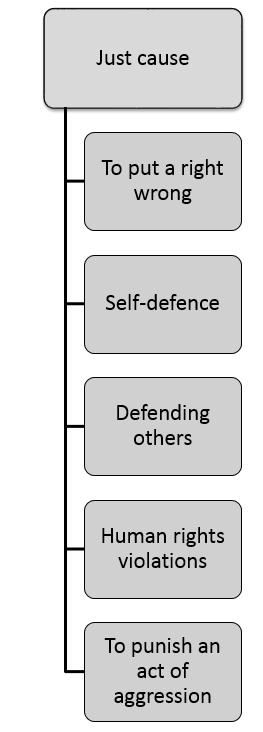 Just cause
To put a right
wrong
Self-defence
Defending
others
Human rights
violations
To punish an
act of
aggression